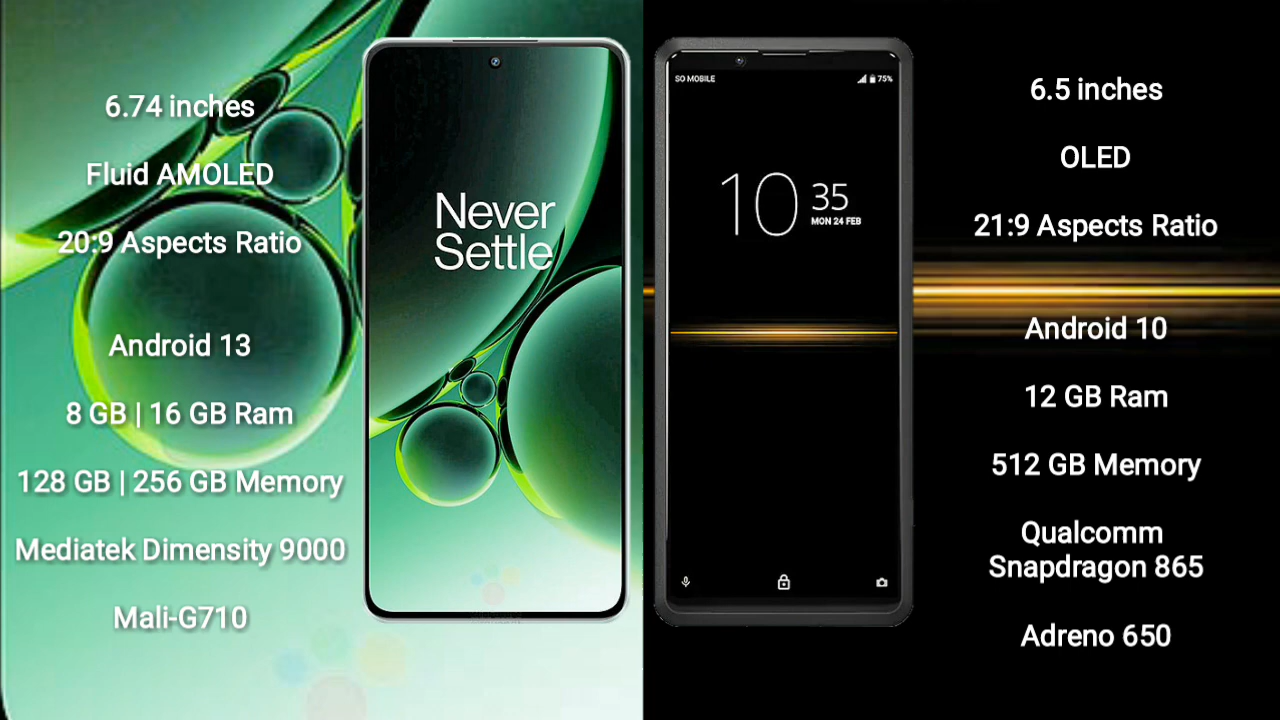 6.74 inches
Fluid AMOLED
20:9 Aspects Ratio
Android 13
8 GB | 16 GB Ram
128 GB | 256 GB Memory
Mediatek Dimensity 9000
Mali-G710
Never
Settle
SO MOBILE
75%
10 35
MON 24 FEB
6.5 inches
OLED
21:9 Aspects Ratio
Android 10
12 GB Ram
512 GB Memory
Qualcomm
Snapdragon 865
Adreno 650